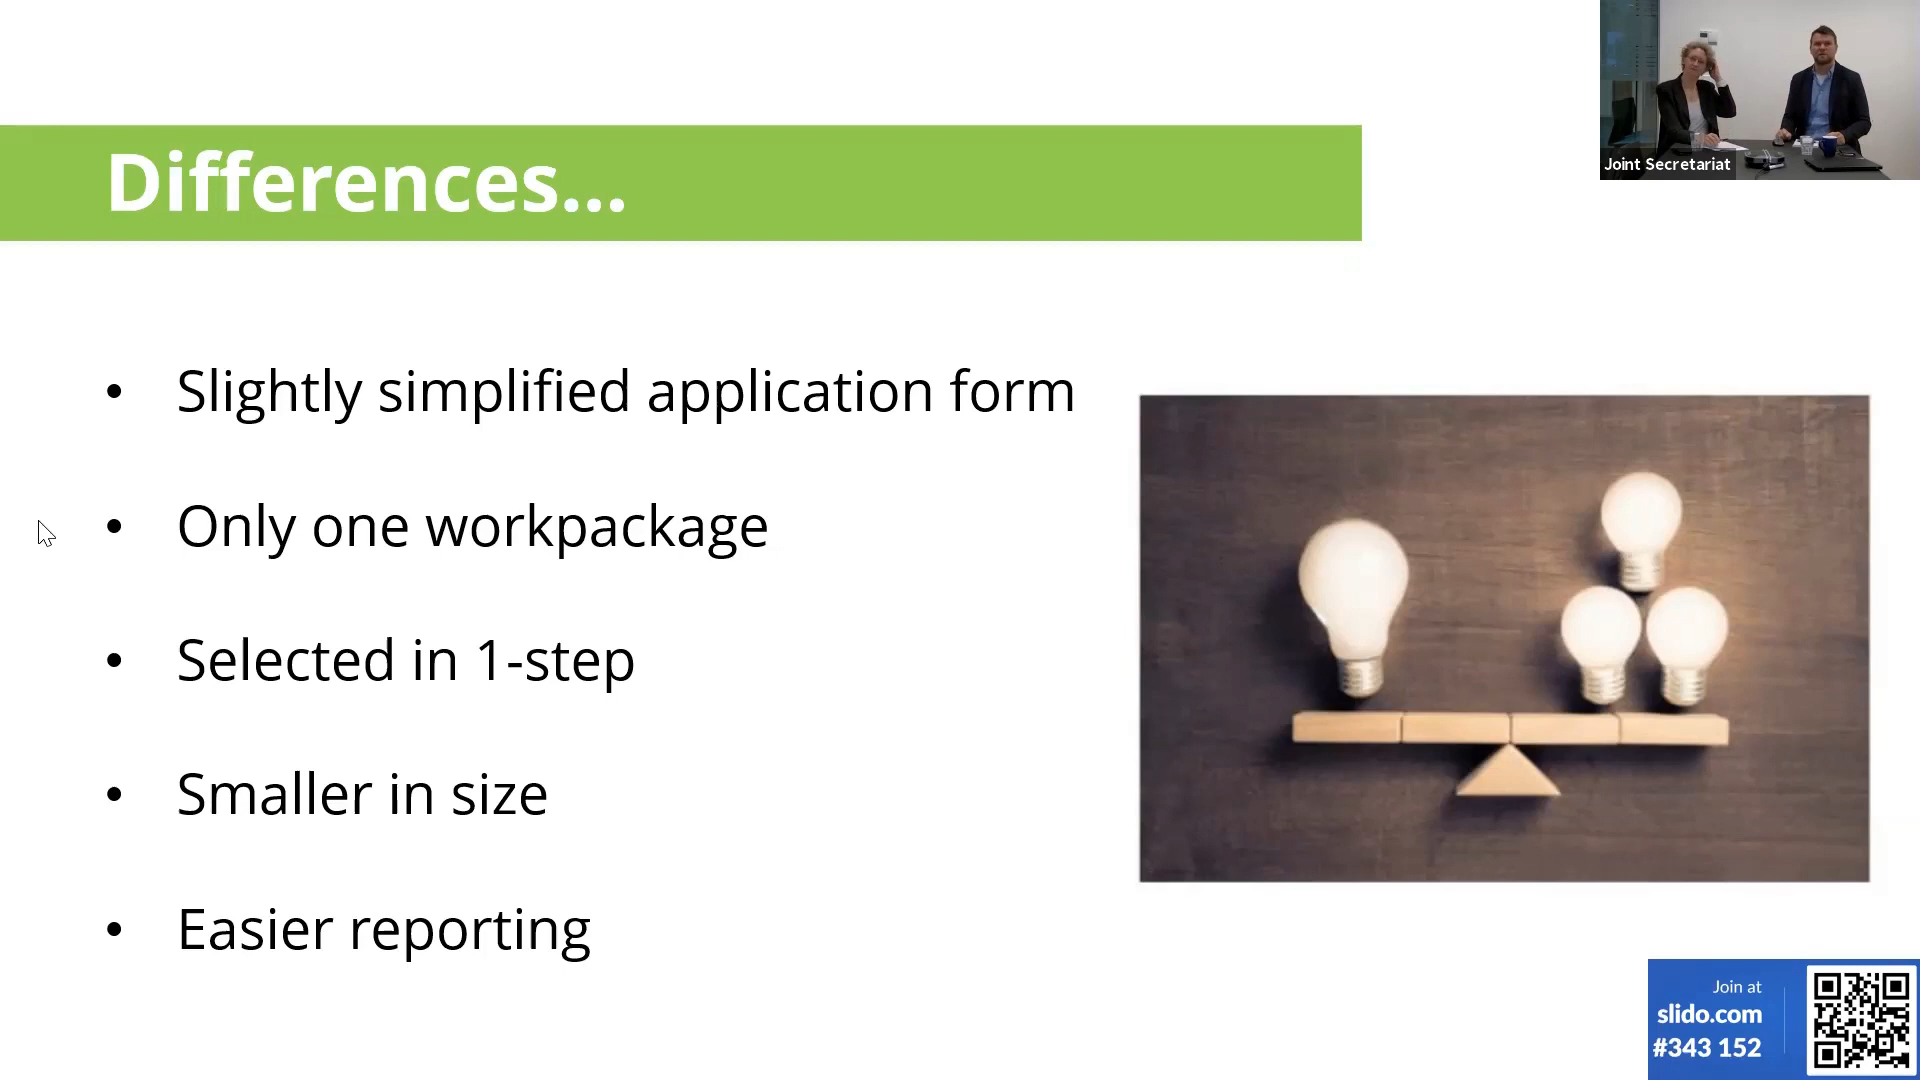 Joint Secretariat
Differences...
• Slightly simplified application form
• Only one workpackage
• Selected in 1-step
• Smaller in size
• Easier reporting
Join at
slido.com
#343 152